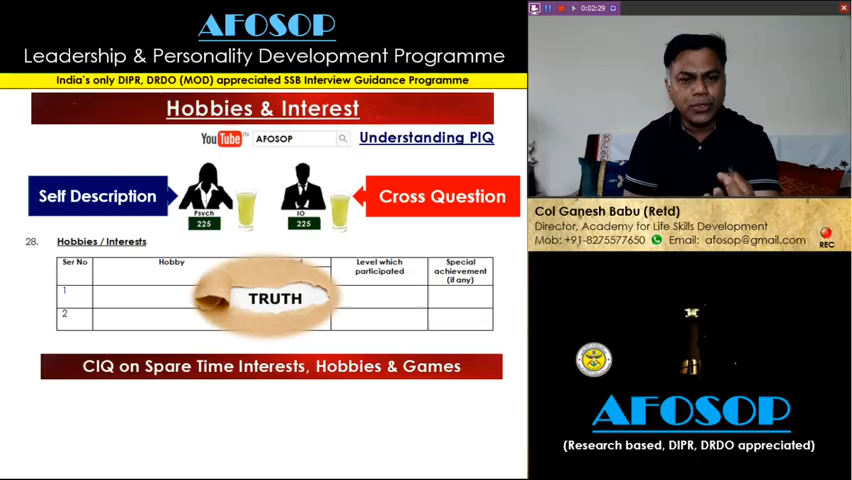 AFOSOP
Leadership & Personality Development Programme
India's only DIPR, DRDO (MOD) appreciated SSB Interview Guidance Programme
Hobbies & Interest
YouTube IN AFOSOP Understanding PIQ
Self Description
Psych
225
IO
225
Cross Question
28. Hobbies / Interests
Ser No Hobby Level which participated Special achievement (if any)
1
2
TRUTH
CIQ on Spare Time Interests, Hobbies & Games
0:02:29
Col Ganesh Babu (Retd)
Director, Academy for Life Skills Development
Mob: +91-8275577650 Email: afosop@gmail.com
REC
AFOSOP
(Research based, DIPR, DRDO appreciated)